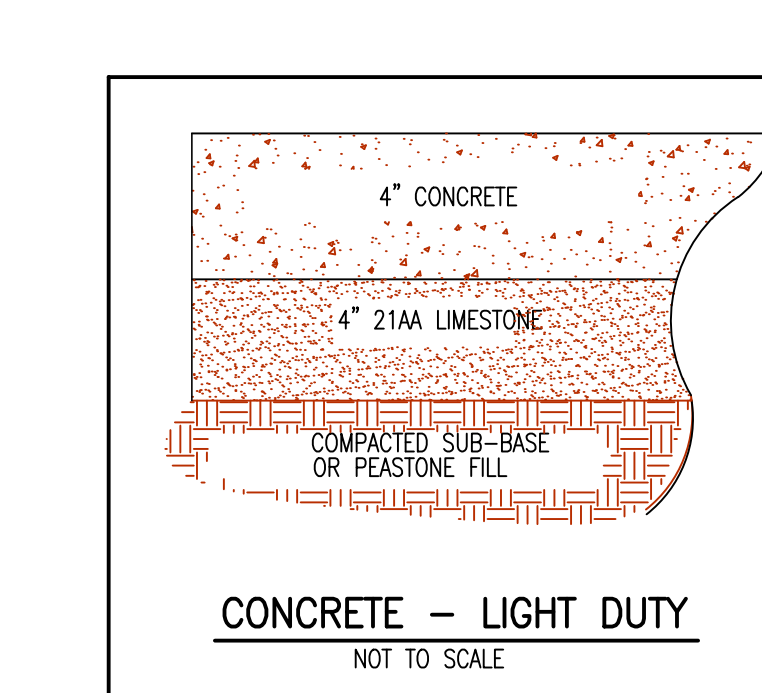 4” CONCRETE
4” 21AA LIMESTONE
COMPACTED SUB-BASE
OR PEASTONE FILL
CONCRETE - LIGHT DUTY
NOT TO SCALE